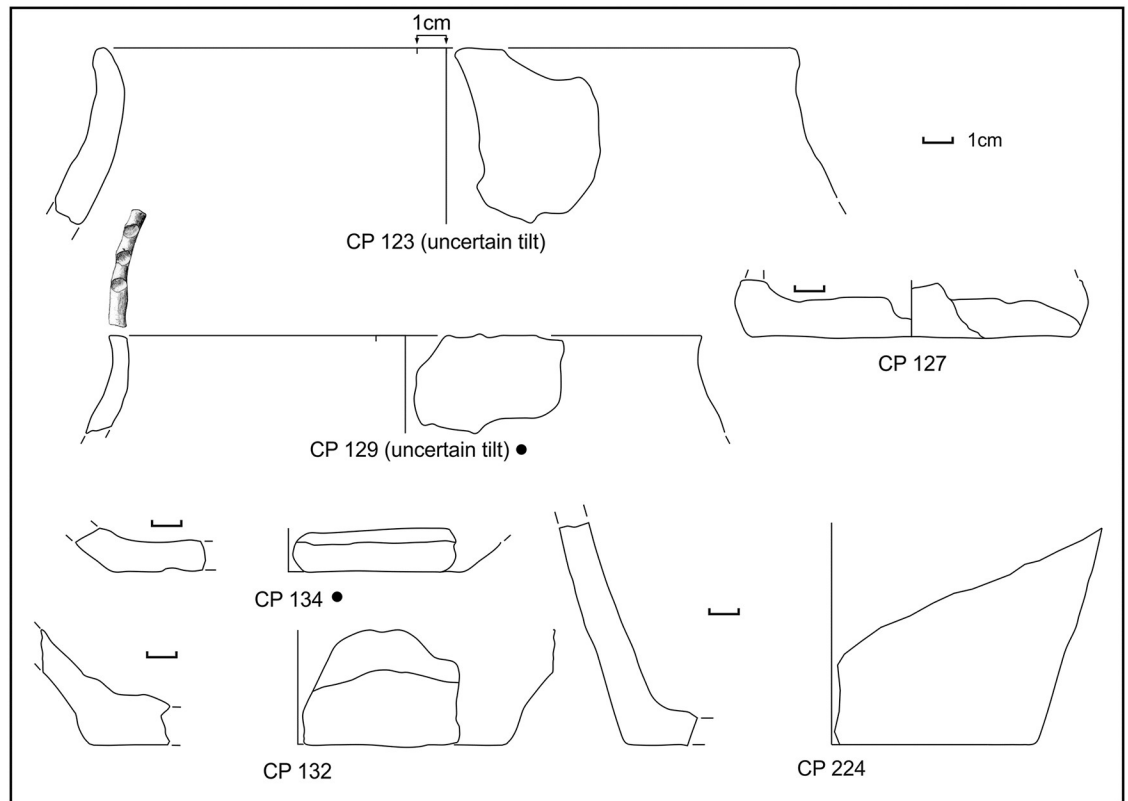 1cm
1cm
CP 123 (uncertain tilt)
CP 127
CP 129 (uncertain tilt) ●
CP 134 ●
CP 132
CP 224